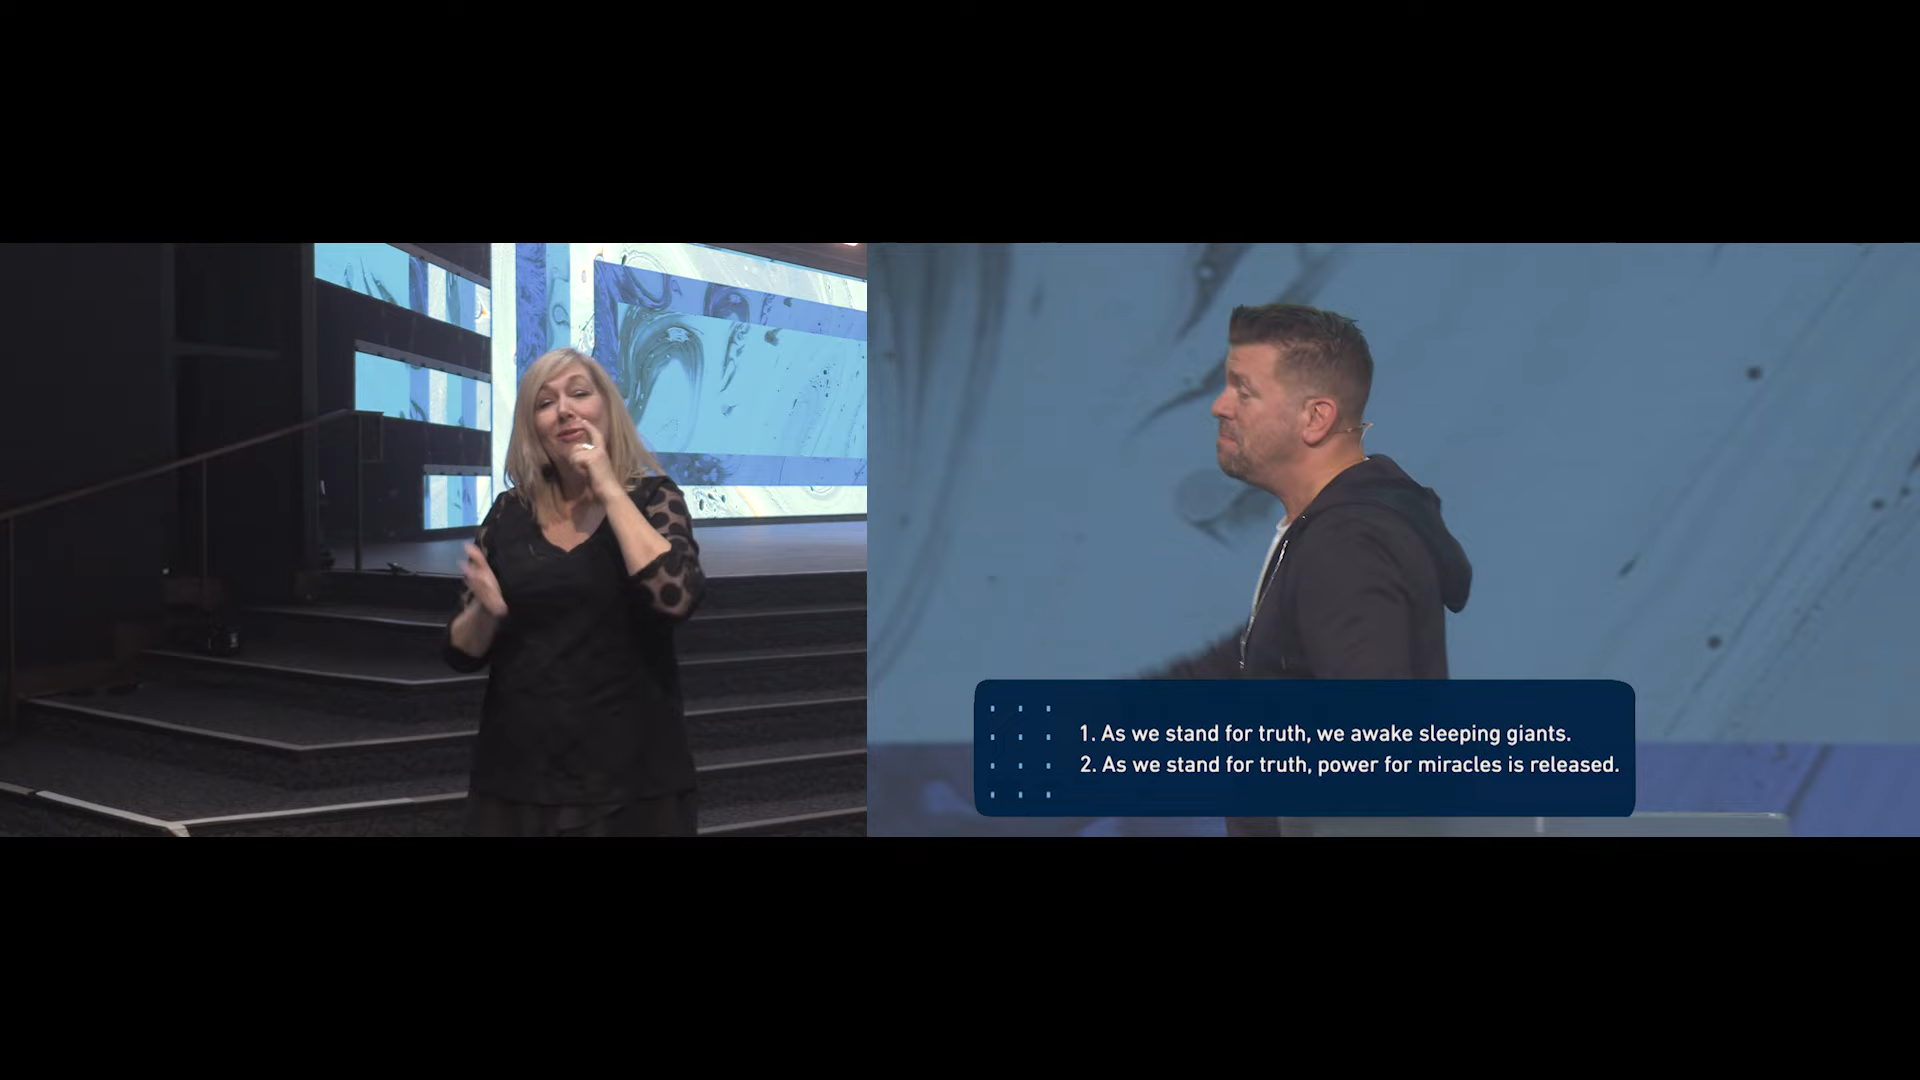 1. As we stand for truth, we awake sleeping giants.
2. As we stand for truth, power for miracles is released.